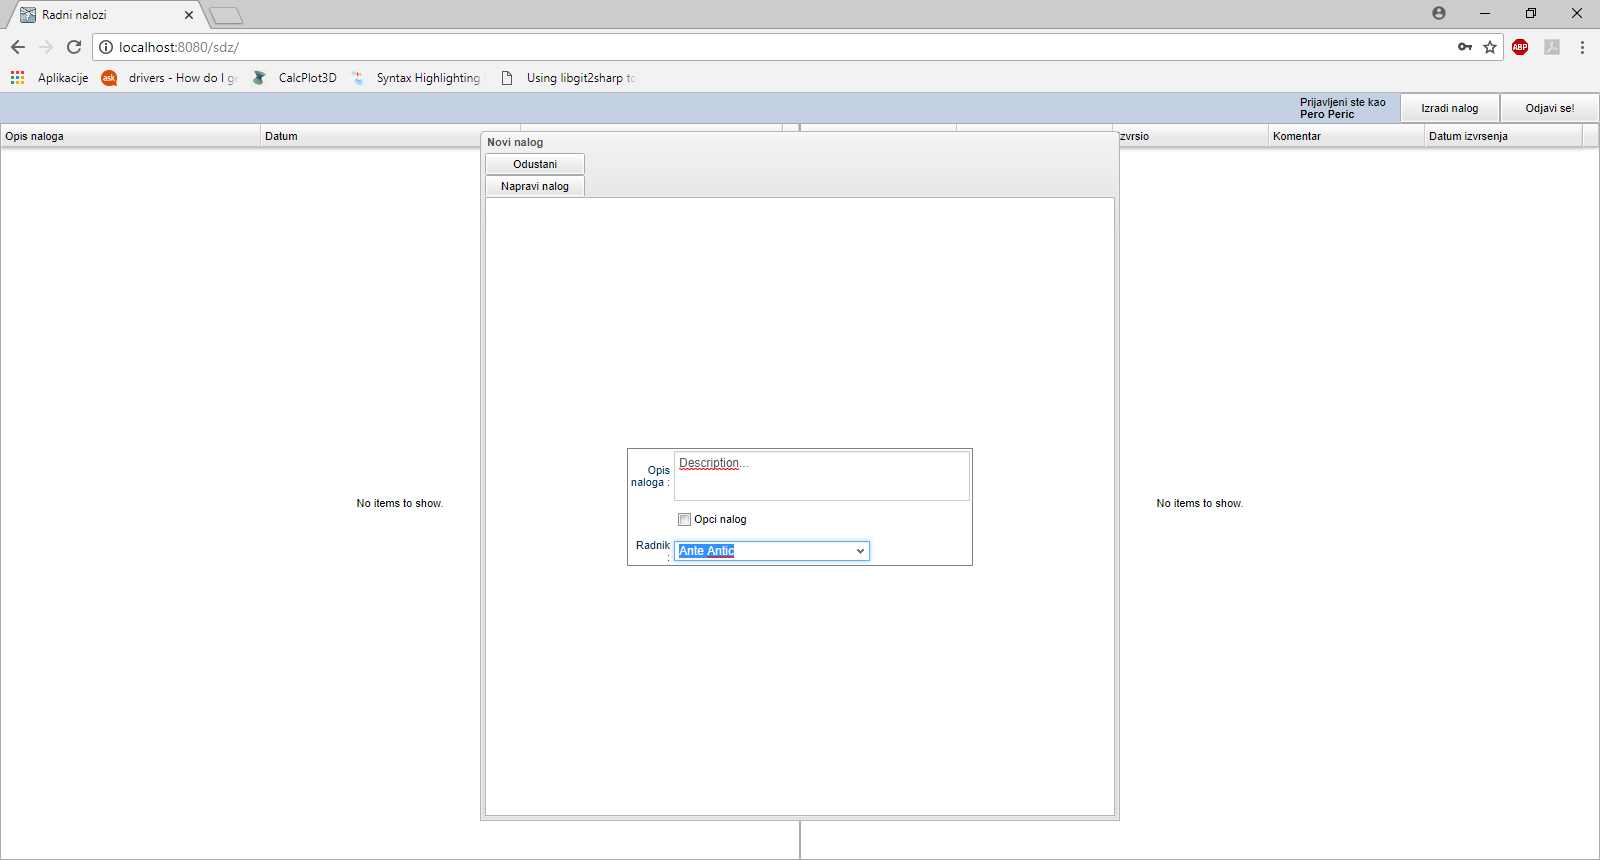 Radni nalozi
localhost:8080/sdz/
ABP
Aplikacije
ask
drivers - How do I
CalcPlot3D
Syntax Highlighting
Using libgit2sharp
Prijavljeni ste kao
Pero Peric
Izradi nalog
Odjavi se!
Opis naloga
Datum
Komentar
Datum izvrsenja
Novi nalog
Odustani
Napravi nalog
Opis
naloga :
Description...
Opci nalog
Radnik
:
Ante Antic
No items to show.
No items to show.